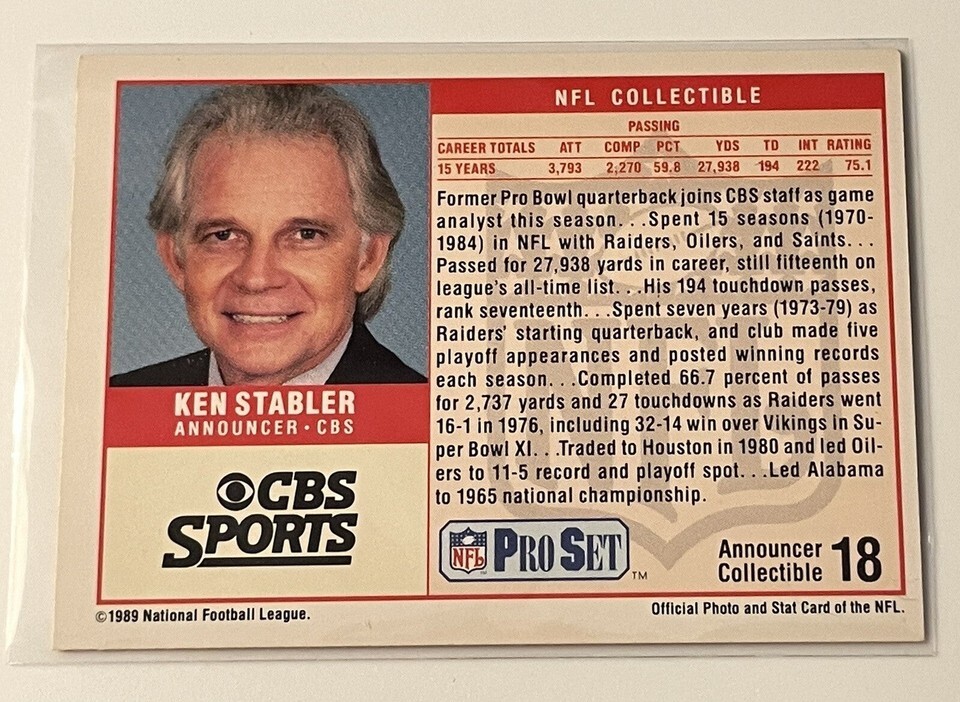 NFL COLLECTIBLE
PASSING
CAREER TOTALS ATT COMP PCT YDS TD INT RATING
15 YEARS 3,793 2,270 59.8 27,938 194 222 75.1
Former Pro Bowl quarterback joins CBS staff as game
analyst this season. . .Spent 15 seasons (1970-
1984) in NFL with Raiders, Oilers, and Saints. . .
Passed for 27,938 yards in career, still fifteenth on
league's all-time list. . .His 194 touchdown passes,
rank seventeenth. . .Spent seven years (1973-79) as
Raiders' starting quarterback, and club made five
playoff appearances and posted winning records
each season. . .Completed 66.7 percent of passes
for 2,737 yards and 27 touchdowns as Raiders went
16-1 in 1976, including 32-14 win over Vikings in Su-
per Bowl XI. . .Traded to Houston in 1980 and led Oil-
ers to 11-5 record and playoff spot. . .Led Alabama
to 1965 national championship.
KEN STABLER
ANNOUNCER • CBS
CBS
SPORTS
NFL PRO SET ™
Announcer
Collectible 18
©1989 National Football League.
Official Photo and Stat Card of the NFL.